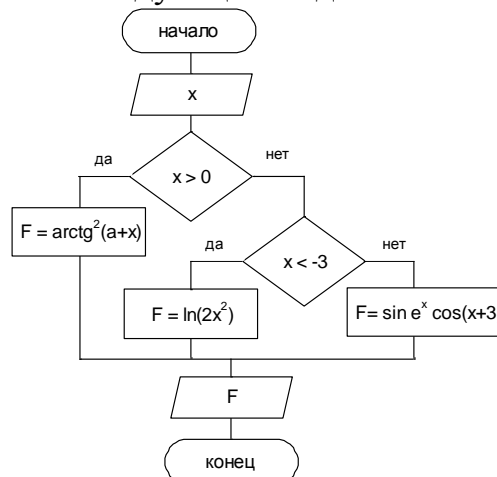 начало
x
да
нет
x > 0
F = arctg²(a+x)
да
нет
x < -3
F = ln(2x²)
F= sin eˣ cos(x+3
F
конец